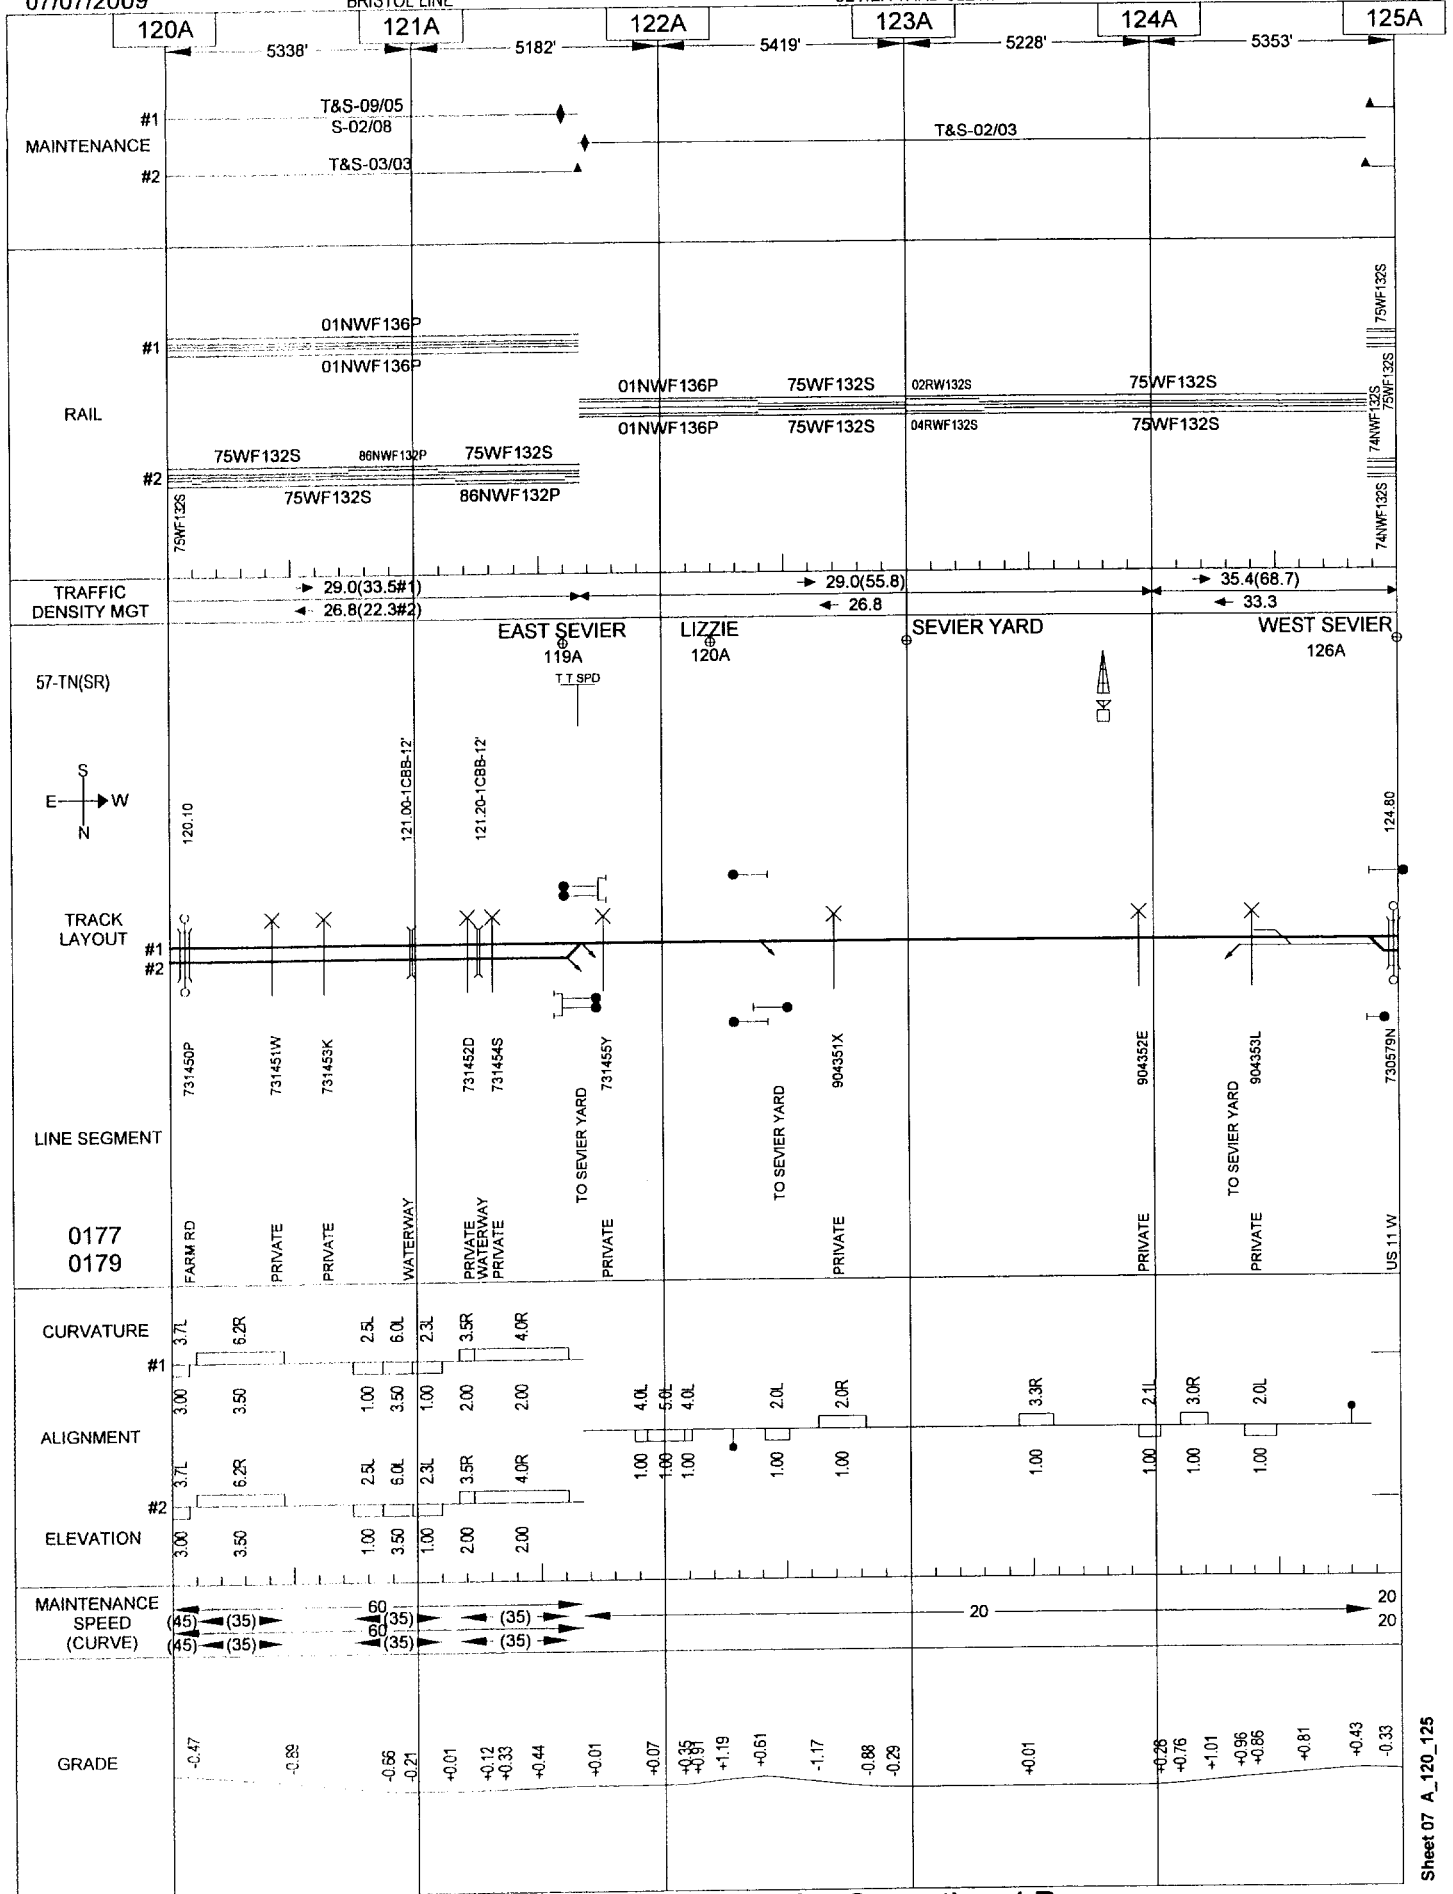 07/07/2009
BRISTOL LINE
120A 121A 122A 123A 124A 125A
5338' 5182' 5419' 5228' 5353'
MAINTENANCE
#1
T&S-09/05
S-02/08
T&S-02/03
#2
T&S-03/03
RAIL
#1
01NWF136P
01NWF136P
01NWF136P 75WF132S 02RW132S 75WF132S
01NWF136P 75WF132S 04RWF132S 75WF132S
#2
75WF132S 86NWF132P 75WF132S
75WF132S 86NWF132P
75WF132S
75WF132S
75WF132S
74NWF132S
74NWF132S
TRAFFIC
DENSITY MGT
29.0(33.5#1) 29.0(55.8) 35.4(68.7)
26.8(22.3#2) 26.8 33.3
EAST SEVIER LIZZIE SEVIER YARD WEST SEVIER
119A 120A 126A
57-TN(SR)
T T SPD
S
E W
N
120.10
121.00-1CBB-12'
121.20-1CBB-12'
124.80
TRACK
LAYOUT
#1
#2
731450P
731451W
731453K
731452D
731454S
731455Y
904351X
904352E
904353L
730579N
LINE SEGMENT
TO SEVIER YARD
TO SEVIER YARD
TO SEVIER YARD
0177
0179
FARM RD
PRIVATE
PRIVATE
WATERWAY
PRIVATE
WATERWAY
PRIVATE
PRIVATE
PRIVATE
PRIVATE
PRIVATE
US 11 W
CURVATURE
#1
3.7L 6.2R 2.5L 6.0L 2.3L 3.5R 4.0R
3.00 3.50 1.00 3.50 1.00 2.00 2.00
ALIGNMENT
4.0L 5.0L 4.0L 2.0L 2.0R 3.3R 2.1L 3.0R 2.0L
1.00 1.00 1.00 1.00 1.00 1.00 1.00 1.00 1.00
#2
3.7L 6.2R 2.5L 6.0L 2.3L 3.5R 4.0R
ELEVATION
3.00 3.50 1.00 3.50 1.00 2.00 2.00
MAINTENANCE
SPEED
(CURVE)
60 20 20
(45) (35) (35) (35) 20
60
(45) (35) (35) (35)
GRADE
-0.47 -0.89 -0.66 -0.21 +0.01 +0.12 +0.33 +0.44 +0.01 +0.07 +0.35 +0.91 +1.19 +0.61 -1.17 -0.88 -0.29 +0.01 +0.26 +0.76 +1.01 +0.96 +0.66 +0.81 +0.43 -0.33
Sheet 07 A_120_125